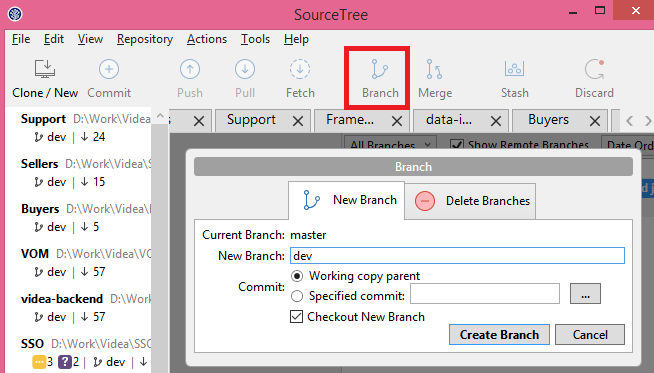 SourceTree
File Edit View Repository Actions Tools Help
Clone / New Commit Push Pull Fetch Branch Merge Stash Discard
Support D:\Work\Videa\
dev | 24
Sellers D:\Work\Videa\SS
dev | 15
Buyers D:\Work\Videa\
dev | 5
VOM D:\Work\Videa\VO
dev | 57
videa-backend D:\Work
dev | 57
SSO D:\Work\Videa\SSO
3 ? 2 | dev |
Support Frame... data-i... Buyers
All Branches Show Remote Branches Date Ord
Branch
New Branch Delete Branches
Current Branch: master
New Branch: dev
Commit: Working copy parent
Specified commit: ...
Checkout New Branch
Create Branch Cancel